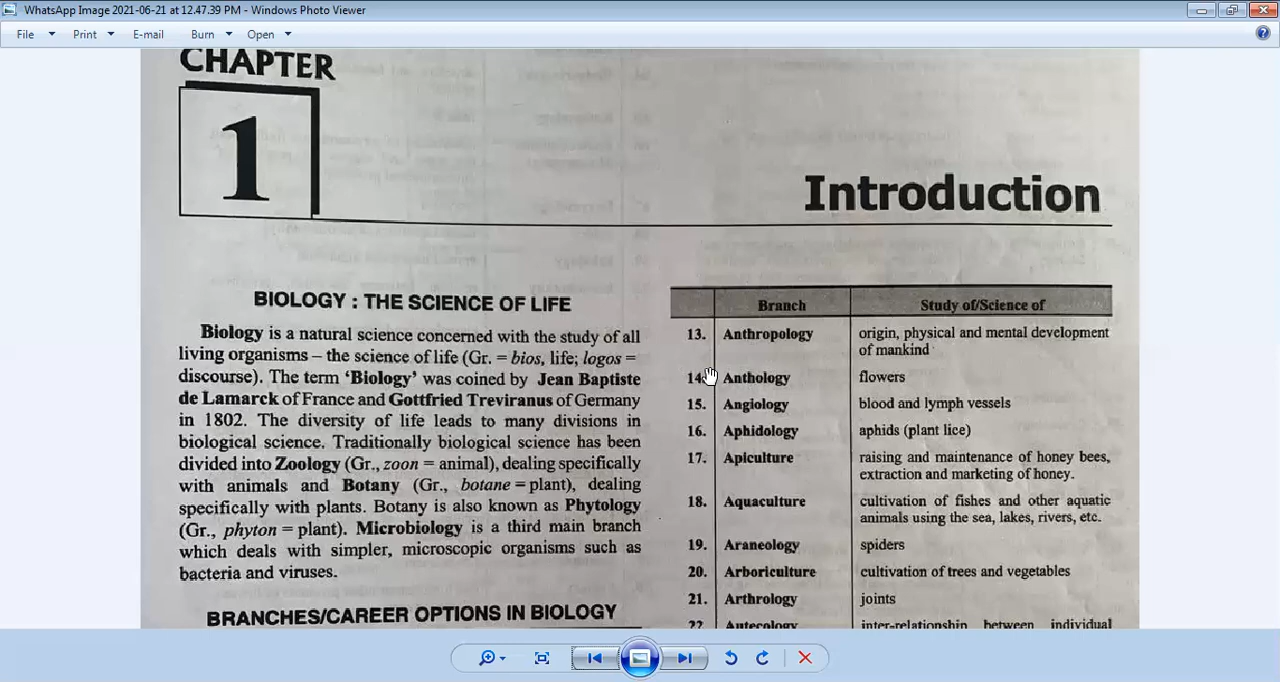 WhatsApp Image 2021-06-21 at 12.47.39 PM - Windows Photo Viewer
File Print E-mail Burn Open
CHAPTER
1
Introduction
BIOLOGY : THE SCIENCE OF LIFE
Biology is a natural science concerned with the study of all
living organisms – the science of life (Gr. = bios, life; logos =
discourse). The term ‘Biology’ was coined by Jean Baptiste
de Lamarck of France and Gottfried Treviranus of Germany
in 1802. The diversity of life leads to many divisions in
biological science. Traditionally biological science has been
divided into Zoology (Gr., zoon = animal), dealing specifically
with animals and Botany (Gr., botane = plant), dealing
specifically with plants. Botany is also known as Phytology
(Gr., phyton = plant). Microbiology is a third main branch
which deals with simpler, microscopic organisms such as
bacteria and viruses.
BRANCHES/CAREER OPTIONS IN BIOLOGY
Branch Study of/Science of
13. Anthropology origin, physical and mental development
of mankind
14. Anthology flowers
15. Angiology blood and lymph vessels
16. Aphidology aphids (plant lice)
17. Apiculture raising and maintenance of honey bees,
extraction and marketing of honey.
18. Aquaculture cultivation of fishes and other aquatic
animals using the sea, lakes, rivers, etc.
19. Araneology spiders
20. Arboriculture cultivation of trees and vegetables
21. Arthrology joints
22 Autecology inter-relationship between individual